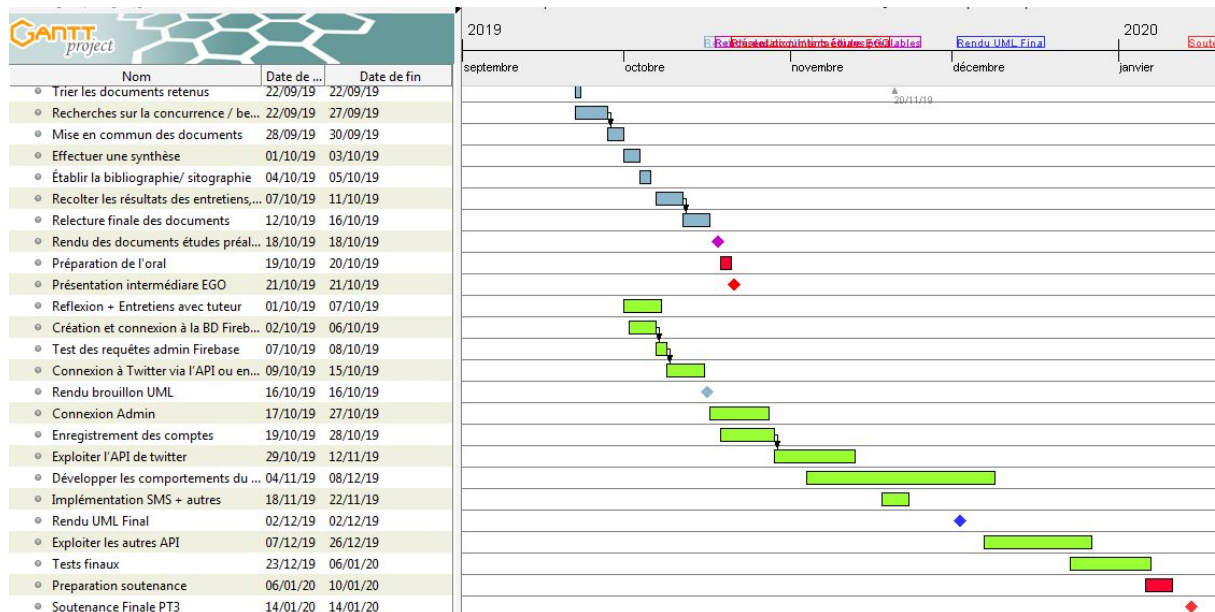 GANTT
project
2019
2020
Rendu UML Final
septembre
octobre
novembre
décembre
janvier
20/11/19
Nom Date de ... Date de fin
Trier les documents retenus 22/09/19 22/09/19
Recherches sur la concurrence / be... 22/09/19 27/09/19
Mise en commun des documents 28/09/19 30/09/19
Effectuer une synthèse 01/10/19 03/10/19
Établir la bibliographie/ sitographie 04/10/19 05/10/19
Recolter les résultats des entretiens,... 07/10/19 11/10/19
Relecture finale des documents 12/10/19 16/10/19
Rendu des documents études préal... 18/10/19 18/10/19
Préparation de l'oral 19/10/19 20/10/19
Présentation intermédiare EGO 21/10/19 21/10/19
Reflexion + Entretiens avec tuteur 01/10/19 07/10/19
Création et connexion à la BD Fireb... 02/10/19 06/10/19
Test des requêtes admin Firebase 07/10/19 08/10/19
Connexion à Twitter via l'API ou en... 09/10/19 15/10/19
Rendu brouillon UML 16/10/19 16/10/19
Connexion Admin 17/10/19 27/10/19
Enregistrement des comptes 19/10/19 28/10/19
Exploiter l'API de twitter 29/10/19 12/11/19
Développer les comportements du ... 04/11/19 08/12/19
Implémentation SMS + autres 18/11/19 22/11/19
Rendu UML Final 02/12/19 02/12/19
Exploiter les autres API 07/12/19 26/12/19
Tests finaux 23/12/19 06/01/20
Preparation soutenance 06/01/20 10/01/20
Soutenance Finale PT3 14/01/20 14/01/20